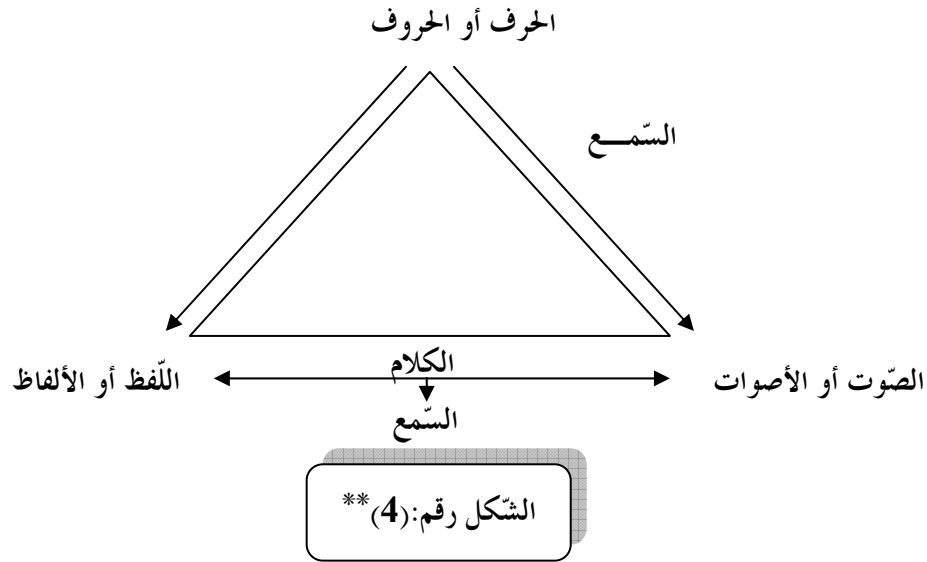 الحرف أو الحروف
السّمـــع
الكلام
الصّوت أو الأصوات
اللّفظ أو الألفاظ
السّمع
الشّكل رقم:(4)**